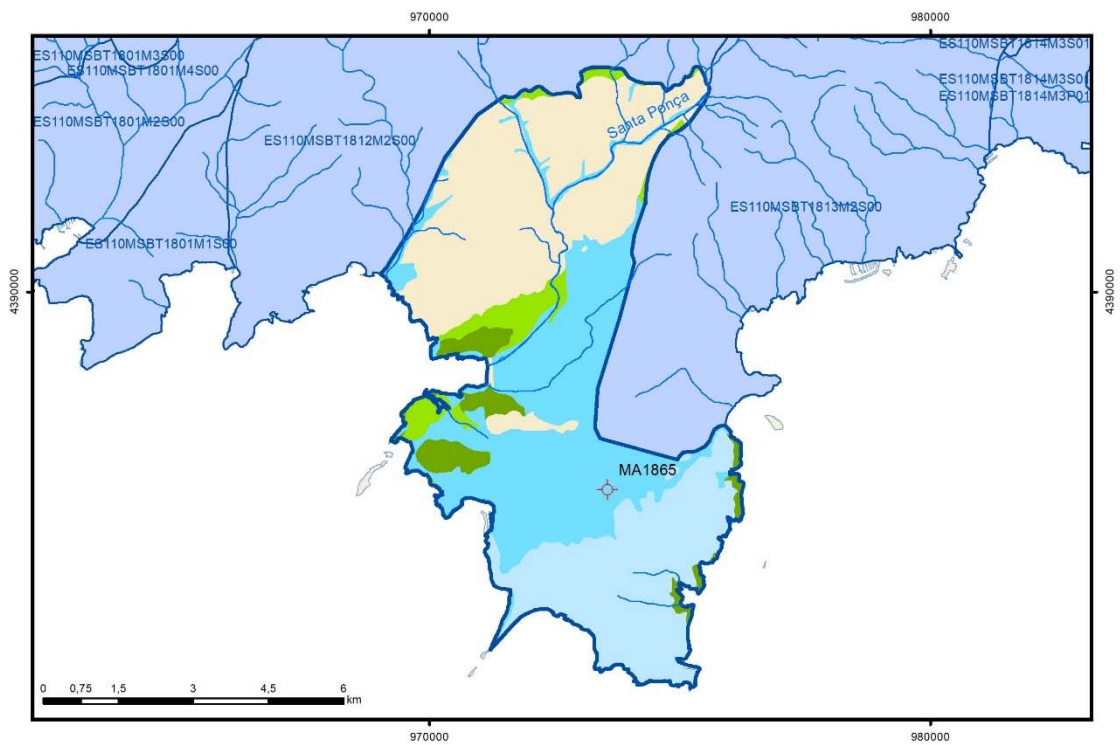 970000
980000
ES110MSBT1801M3S00
ES110MSBT1801M4S00
ES110MSBT1814M3S01
ES110MSBT1814M3S01
ES110MSBT1814M3P01
Santa Ponça
ES110MSBT1801M2S00
ES110MSBT1812M2S00
ES110MSBT1813M2S00
ES110MSBT1801M1S00
4390000
4390000
MA1865
0 0,75 1,5 3 4,5 6
km
970000
980000